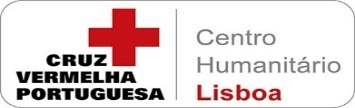 CRUZ
VERMELHA
PORTUGUESA
Centro
Humanitário
Lisboa